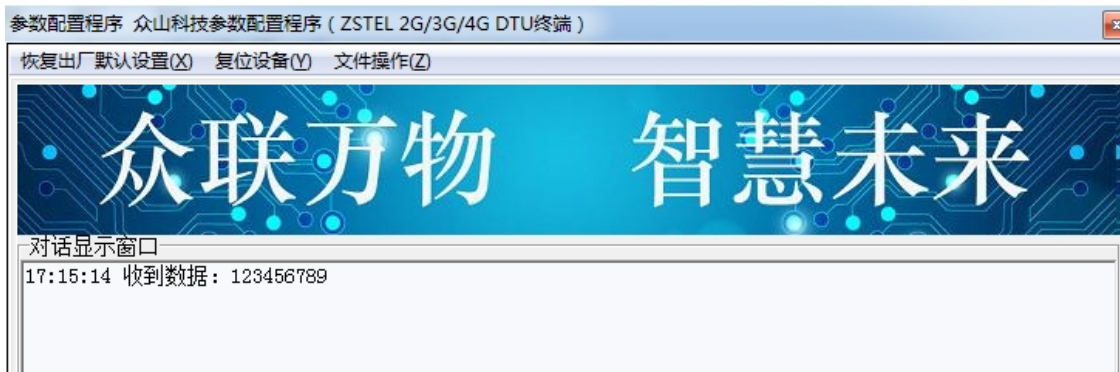 参数配置程序 众山科技参数配置程序（ZSTEL 2G/3G/4G DTU终端）
恢复出厂默认设置(X) 复位设备(Y) 文件操作(Z)
众联万物 智慧未来
对话显示窗口
17:15:14 收到数据: 123456789